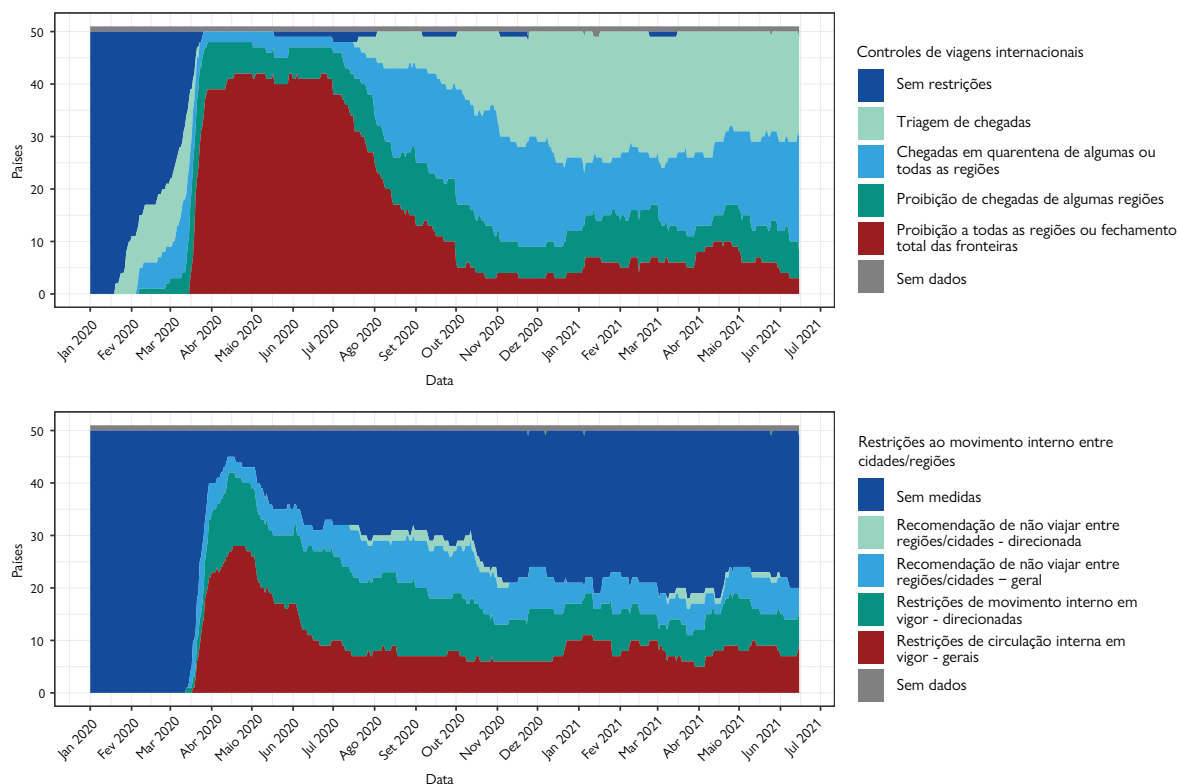 Países
50
40
30
20
10
0
Jan 2020
Fev 2020
Mar 2020
Abr 2020
Maio 2020
Jun 2020
Jul 2020
Ago 2020
Set 2020
Out 2020
Nov 2020
Dez 2020
Jan 2021
Fev 2021
Mar 2021
Abr 2021
Maio 2021
Jun 2021
Jul 2021
Data
Controles de viagens internacionais
Sem restrições
Triagem de chegadas
Chegadas em quarentena de algumas ou
todas as regiões
Proibição de chegadas de algumas regiões
Proibição a todas as regiões ou fechamento
total das fronteiras
Sem dados
Países
50
40
30
20
10
0
Jan 2020
Fev 2020
Mar 2020
Abr 2020
Maio 2020
Jun 2020
Jul 2020
Ago 2020
Set 2020
Out 2020
Nov 2020
Dez 2020
Jan 2021
Fev 2021
Mar 2021
Abr 2021
Maio 2021
Jun 2021
Jul 2021
Data
Restrições ao movimento interno entre
cidades/regiões
Sem medidas
Recomendação de não viajar entre
regiões/cidades - direcionada
Recomendação de não viajar entre
regiões/cidades – geral
Restrições de movimento interno em
vigor - direcionadas
Restrições de circulação interna em
vigor - gerais
Sem dados